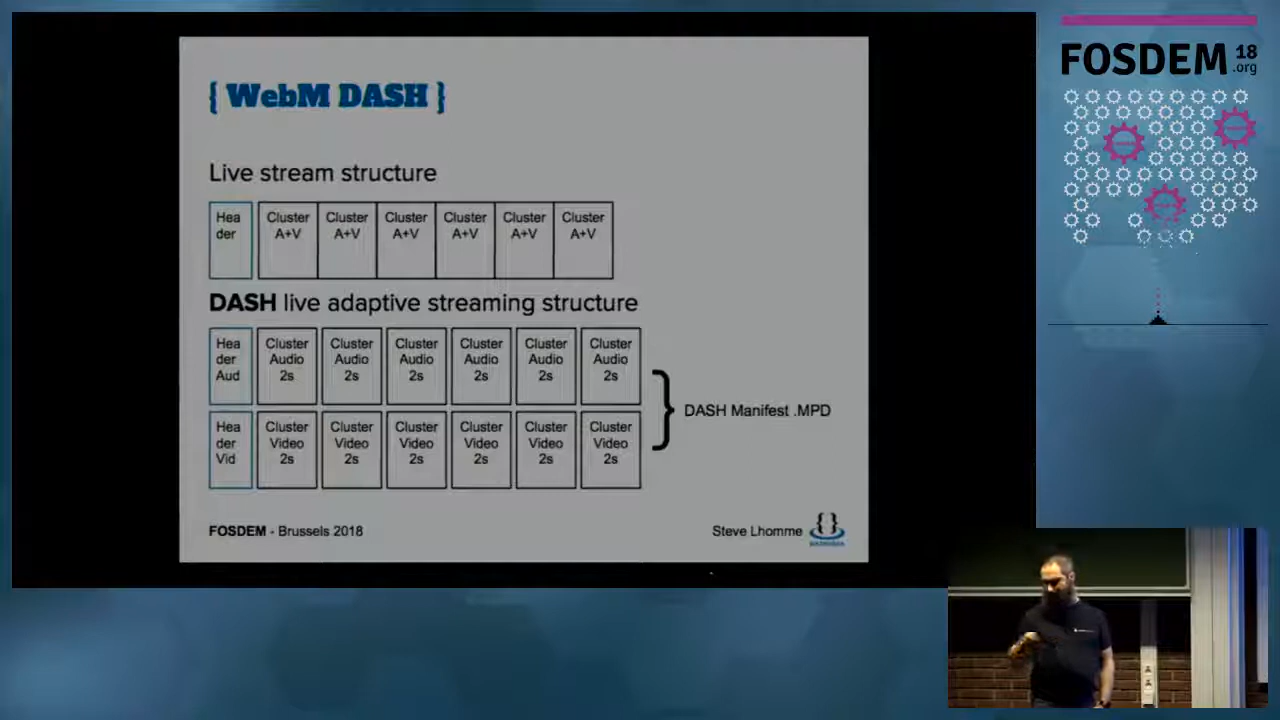 { WebM DASH }
Live stream structure
Hea
der
Cluster
A+V
Cluster
A+V
Cluster
A+V
Cluster
A+V
Cluster
A+V
Cluster
A+V
DASH live adaptive streaming structure
Hea
der
Aud
Cluster
Audio
2s
Cluster
Audio
2s
Cluster
Audio
2s
Cluster
Audio
2s
Cluster
Audio
2s
Cluster
Audio
2s
Hea
der
Vid
Cluster
Video
2s
Cluster
Video
2s
Cluster
Video
2s
Cluster
Video
2s
Cluster
Video
2s
Cluster
Video
2s
DASH Manifest .MPD
FOSDEM - Brussels 2018
Steve Lhomme
FOSDEM 18
.org